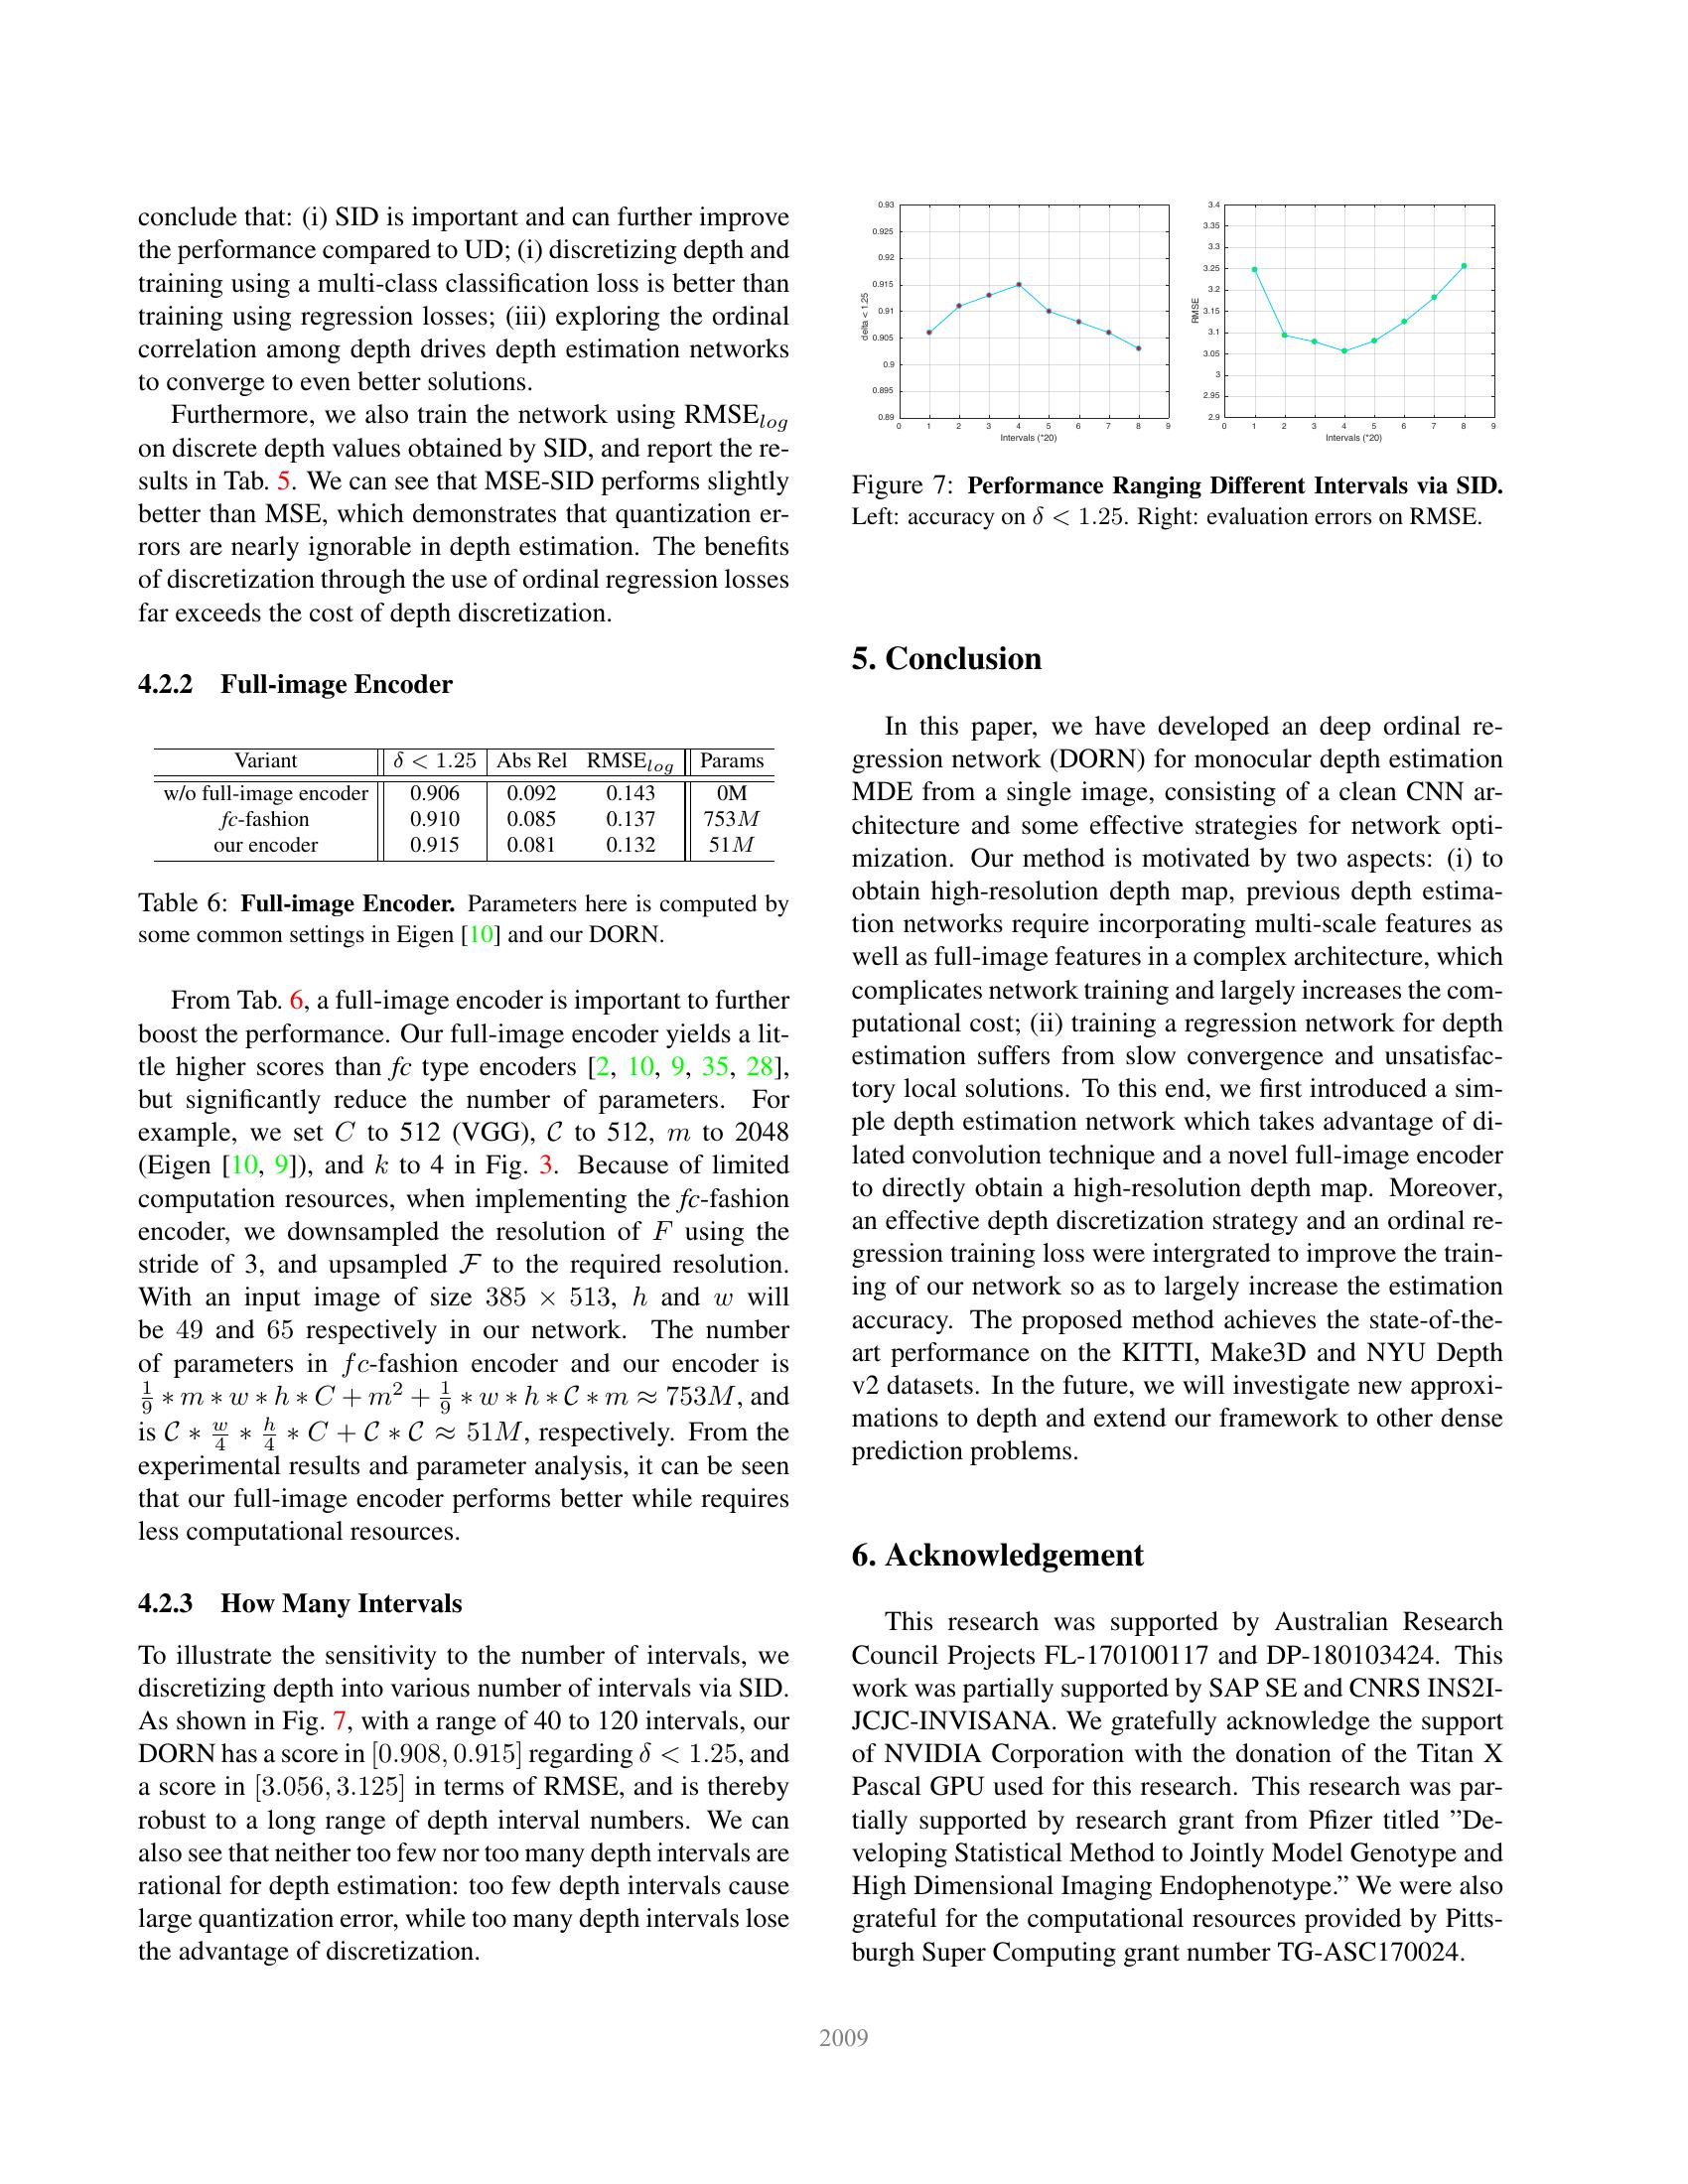 conclude that: (i) SID is important and can further improve
the performance compared to UD; (i) discretizing depth and
training using a multi-class classification loss is better than
training using regression losses; (iii) exploring the ordinal
correlation among depth drives depth estimation networks
to converge to even better solutions.
Furthermore, we also train the network using RMSE_log
on discrete depth values obtained by SID, and report the re-
sults in Tab. 5. We can see that MSE-SID performs slightly
better than MSE, which demonstrates that quantization er-
rors are nearly ignorable in depth estimation. The benefits
of discretization through the use of ordinal regression losses
far exceeds the cost of depth discretization.
4.2.2 Full-image Encoder
Variant δ < 1.25 Abs Rel RMSE_log Params
w/o full-image encoder 0.906 0.092 0.143 0M
fc-fashion 0.910 0.085 0.137 753M
our encoder 0.915 0.081 0.132 51M
Table 6: Full-image Encoder. Parameters here is computed by
some common settings in Eigen [10] and our DORN.
From Tab. 6, a full-image encoder is important to further
boost the performance. Our full-image encoder yields a lit-
tle higher scores than fc type encoders [2, 10, 9, 35, 28],
but significantly reduce the number of parameters. For
example, we set C to 512 (VGG), 𝒞 to 512, m to 2048
(Eigen [10, 9]), and k to 4 in Fig. 3. Because of limited
computation resources, when implementing the fc-fashion
encoder, we downsampled the resolution of F using the
stride of 3, and upsampled ℱ to the required resolution.
With an input image of size 385 × 513, h and w will
be 49 and 65 respectively in our network. The number
of parameters in fc-fashion encoder and our encoder is
1/9 ∗ m ∗ w ∗ h ∗ C + m² + 1/9 ∗ w ∗ h ∗ 𝒞 ∗ m ≈ 753M, and
is 𝒞 ∗ w/4 ∗ h/4 ∗ C + 𝒞 ∗ 𝒞 ≈ 51M, respectively. From the
experimental results and parameter analysis, it can be seen
that our full-image encoder performs better while requires
less computational resources.
4.2.3 How Many Intervals
To illustrate the sensitivity to the number of intervals, we
discretizing depth into various number of intervals via SID.
As shown in Fig. 7, with a range of 40 to 120 intervals, our
DORN has a score in [0.908, 0.915] regarding δ < 1.25, and
a score in [3.056, 3.125] in terms of RMSE, and is thereby
robust to a long range of depth interval numbers. We can
also see that neither too few nor too many depth intervals are
rational for depth estimation: too few depth intervals cause
large quantization error, while too many depth intervals lose
the advantage of discretization.
0.93
0.925
0.92
0.915
0.91
0.905
0.9
0.895
0.89
delta < 1.25
0 1 2 3 4 5 6 7 8 9
Intervals (*20)
3.4
3.35
3.3
3.25
3.2
3.15
3.1
3.05
3
2.95
2.9
RMSE
0 1 2 3 4 5 6 7 8 9
Intervals (*20)
Figure 7: Performance Ranging Different Intervals via SID.
Left: accuracy on δ < 1.25. Right: evaluation errors on RMSE.
5. Conclusion
In this paper, we have developed an deep ordinal re-
gression network (DORN) for monocular depth estimation
MDE from a single image, consisting of a clean CNN ar-
chitecture and some effective strategies for network opti-
mization. Our method is motivated by two aspects: (i) to
obtain high-resolution depth map, previous depth estima-
tion networks require incorporating multi-scale features as
well as full-image features in a complex architecture, which
complicates network training and largely increases the com-
putational cost; (ii) training a regression network for depth
estimation suffers from slow convergence and unsatisfac-
tory local solutions. To this end, we first introduced a sim-
ple depth estimation network which takes advantage of di-
lated convolution technique and a novel full-image encoder
to directly obtain a high-resolution depth map. Moreover,
an effective depth discretization strategy and an ordinal re-
gression training loss were intergrated to improve the train-
ing of our network so as to largely increase the estimation
accuracy. The proposed method achieves the state-of-the-
art performance on the KITTI, Make3D and NYU Depth
v2 datasets. In the future, we will investigate new approxi-
mations to depth and extend our framework to other dense
prediction problems.
6. Acknowledgement
This research was supported by Australian Research
Council Projects FL-170100117 and DP-180103424. This
work was partially supported by SAP SE and CNRS INS2I-
JCJC-INVISANA. We gratefully acknowledge the support
of NVIDIA Corporation with the donation of the Titan X
Pascal GPU used for this research. This research was par-
tially supported by research grant from Pfizer titled ”De-
veloping Statistical Method to Jointly Model Genotype and
High Dimensional Imaging Endophenotype.” We were also
grateful for the computational resources provided by Pitts-
burgh Super Computing grant number TG-ASC170024.
2009